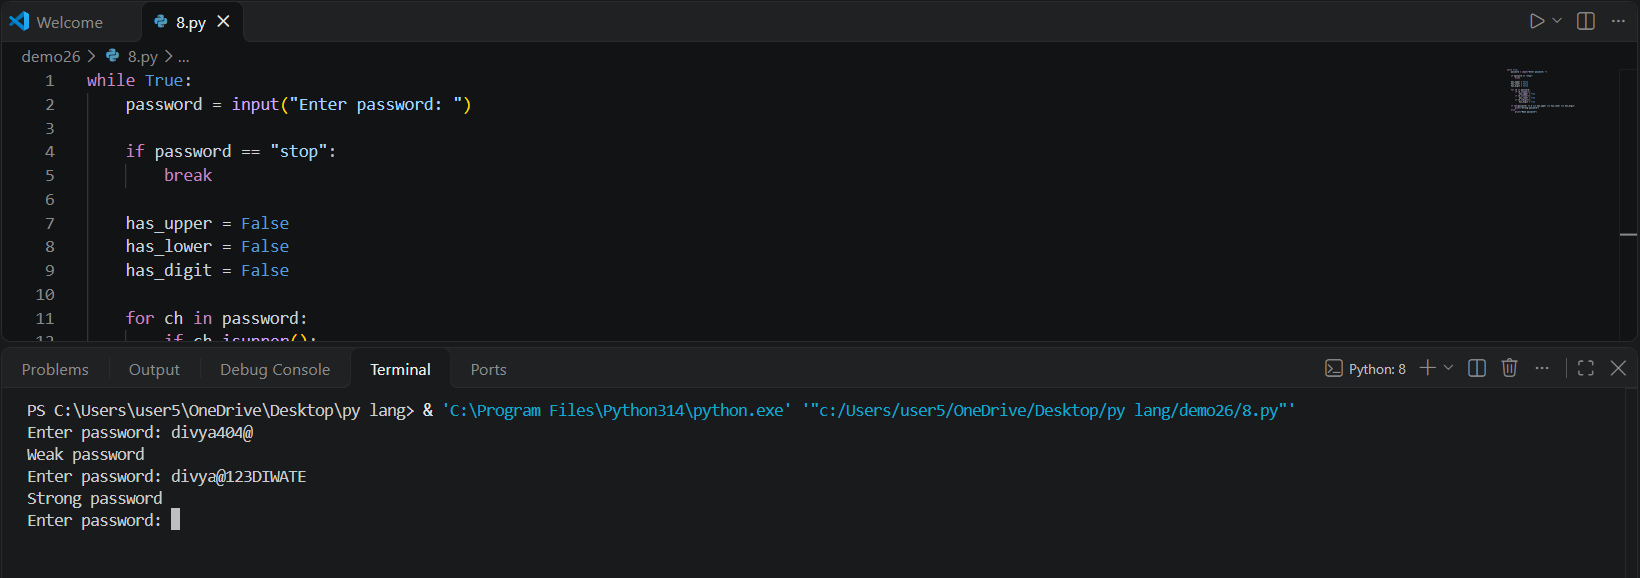 Welcome
8.py
demo26 > 8.py > ...
1 while True:
2 password = input("Enter password: ")
3
4 if password == "stop":
5 break
6
7 has_upper = False
8 has_lower = False
9 has_digit = False
10
11 for ch in password:
12 if ch.isupper():
Problems Output Debug Console Terminal Ports
Python: 8
PS C:\Users\user5\OneDrive\Desktop\py lang> & 'C:\Program Files\Python314\python.exe' '"c:/Users/user5/OneDrive/Desktop/py lang/demo26/8.py"'
Enter password: divya404@
Weak password
Enter password: divya@123DIWATE
Strong password
Enter password: